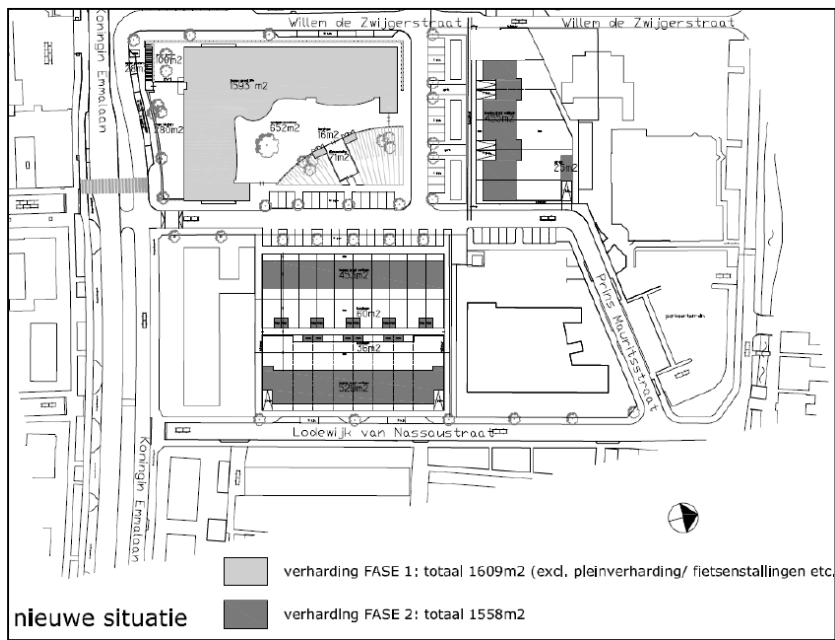 Willem de Zwijgerstraat
Willem de Zwijgerstraat
Koningin Emmalaan
100m2
1593 m2
280m2
652m2
16m2
71m2
25m2
453m2
60m2
36m2
528m2
Prins Mauritsstraat
parkeerterrein
Lodewijk van Nassaustraat
Koningin Emmalaan
verharding FASE 1: totaal 1609m2 (excl. pleinverharding/ fietsenstallingen etc.
nieuwe situatie
verharding FASE 2: totaal 1558m2